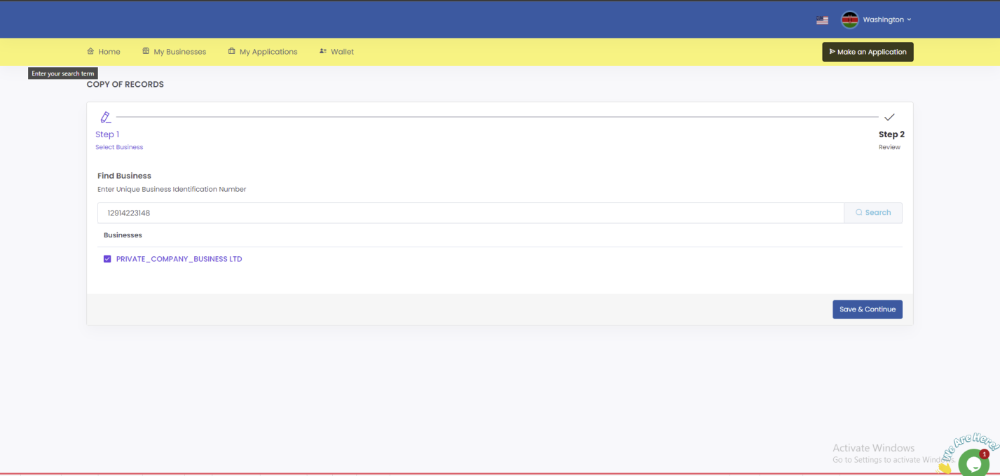 Washington
Home My Businesses My Applications Wallet Make an Application
Enter your search term
COPY OF RECORDS
Step 1 Step 2
Select Business Review
Find Business
Enter Unique Business Identification Number
12914223148 Search
Businesses
PRIVATE_COMPANY_BUSINESS LTD
Save & Continue
We Are Here!
Activate Windows
1
Go to Settings to activate Windows.